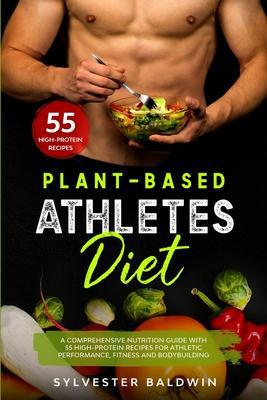 55
HIGH-PROTEIN
RECIPES
PLANT-BASED
ATHLETES
Diet
A COMPREHENSIVE NUTRITION GUIDE WITH
55 HIGH-PROTEIN RECIPES FOR ATHLETIC
PERFORMANCE, FITNESS AND BODYBUILDING
SYLVESTER BALDWIN